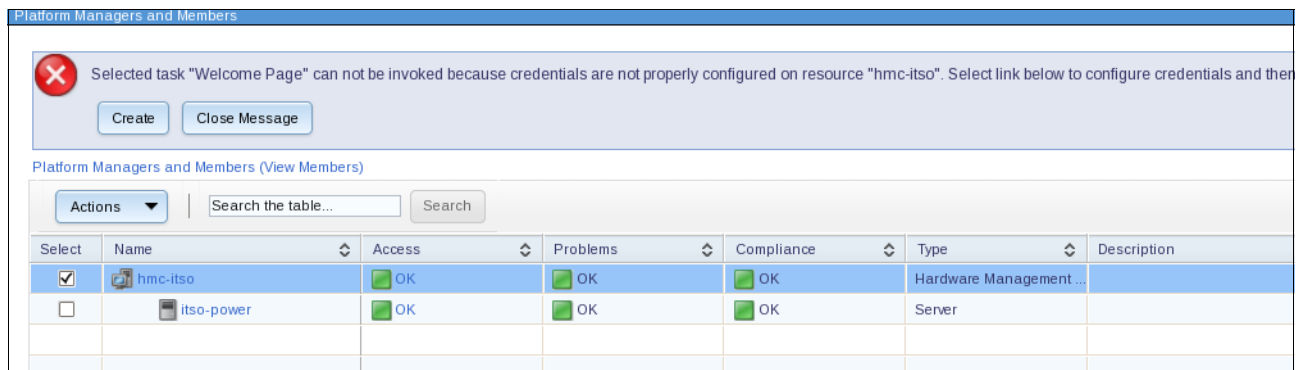 Platform Managers and Members
Selected task "Welcome Page" can not be invoked because credentials are not properly configured on resource "hmc-itso". Select link below to configure credentials and then
Create Close Message
Platform Managers and Members (View Members)
Actions Search the table... Search
Select Name Access Problems Compliance Type Description
hmc-itso OK OK OK Hardware Management ...
itso-power OK OK OK Server